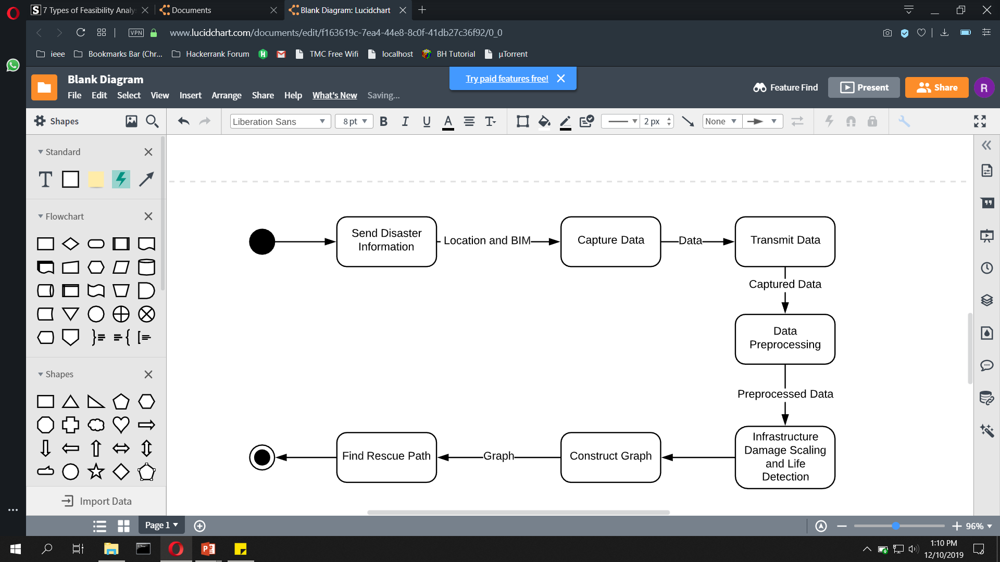 7 Types of Feasibility Analy
Documents
Blank Diagram: Lucidchart
VPN
www.lucidchart.com/documents/edit/f163619c-7ea4-44e8-8c0f-41db27c36f92/0_0
ieee
Bookmarks Bar (Chr...
Hackerrank Forum
TMC Free Wifi
localhost
BH Tutorial
µTorrent
Blank Diagram
Try paid features free!
Feature Find
Present
Share
R
File
Edit
Select
View
Insert
Arrange
Share
Help
What's New
Saving...
Shapes
Liberation Sans
8 pt
B
I
U
A
T
2 px
None
Standard
T
Flowchart
Shapes
Import Data
Send Disaster
Information
Location and BIM
Capture Data
Data
Transmit Data
Captured Data
Data
Preprocessing
Preprocessed Data
Infrastructure
Damage Scaling
and Life
Detection
Construct Graph
Graph
Find Rescue Path
Page 1
96%
1:10 PM
12/10/2019